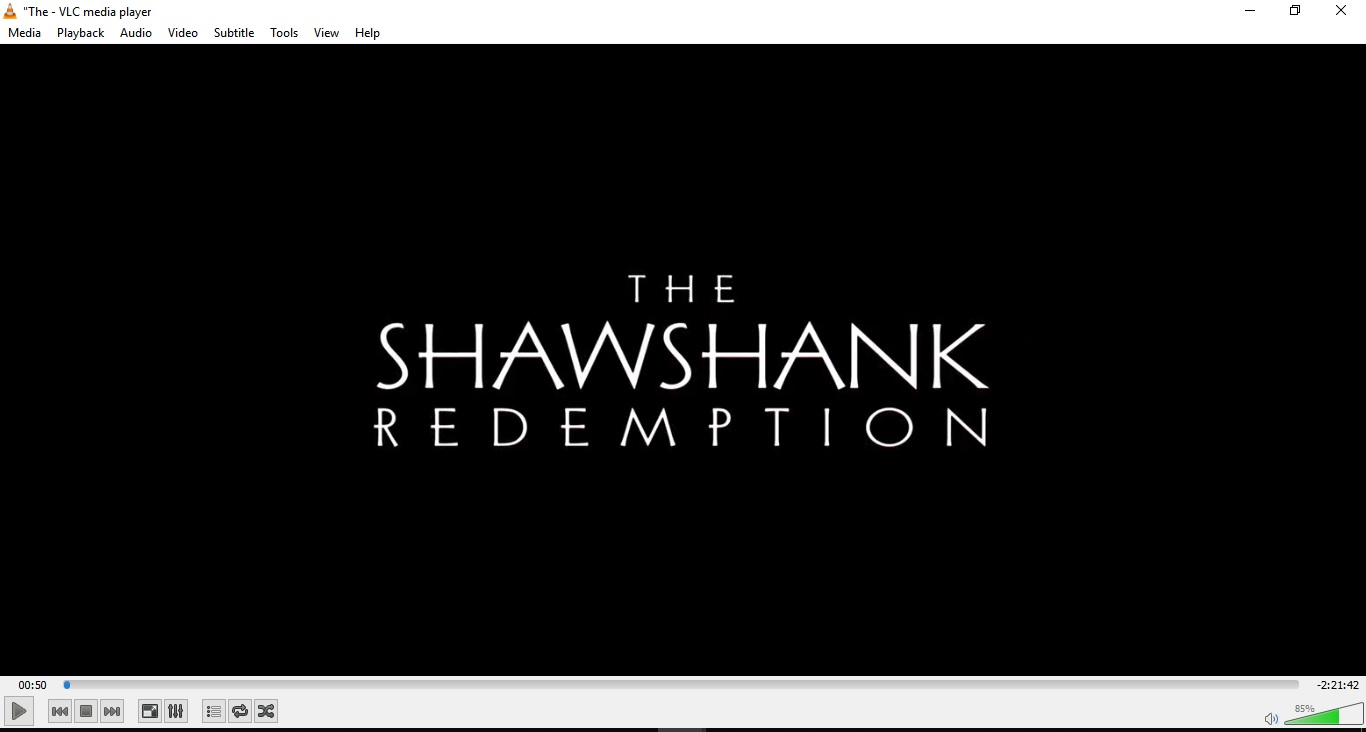 "The - VLC media player
Media Playback Audio Video Subtitle Tools View Help
THE
SHAWSHANK
REDEMPTION
00:50 -2:21:42
85%